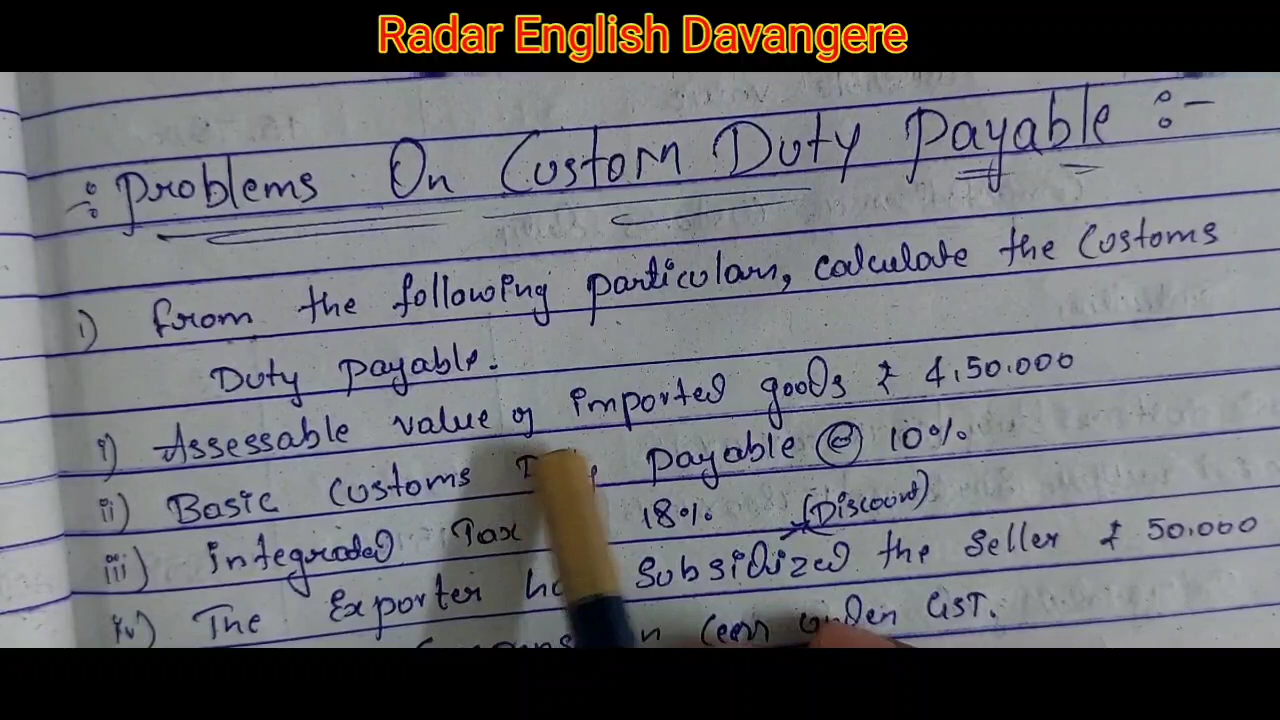 Radar English Davangere
Problems On Custom Duty Payable :-
1) From the following particulars, calculate the Customs
Duty payable.
i) Assessable value of imported goods ₹ 4,50,000
ii) Basic Customs payable @ 10%
iii) integrated Tax 18% (Discount)
iv) The Exporter subsidized the seller ₹ 50,000
under GST.